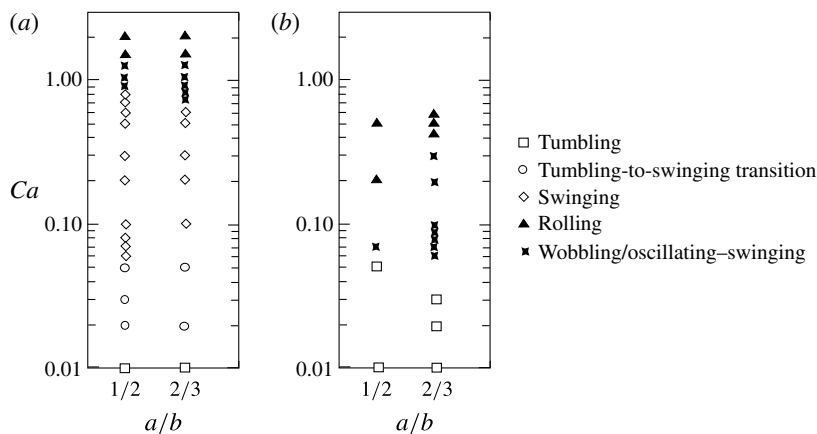 (a)
(b)
1.00
1.00
Ca
0.10
0.10
0.01
0.01
1/2 2/3
1/2 2/3
a/b
a/b
Tumbling
Tumbling-to-swinging transition
Swinging
Rolling
Wobbling/oscillating–swinging